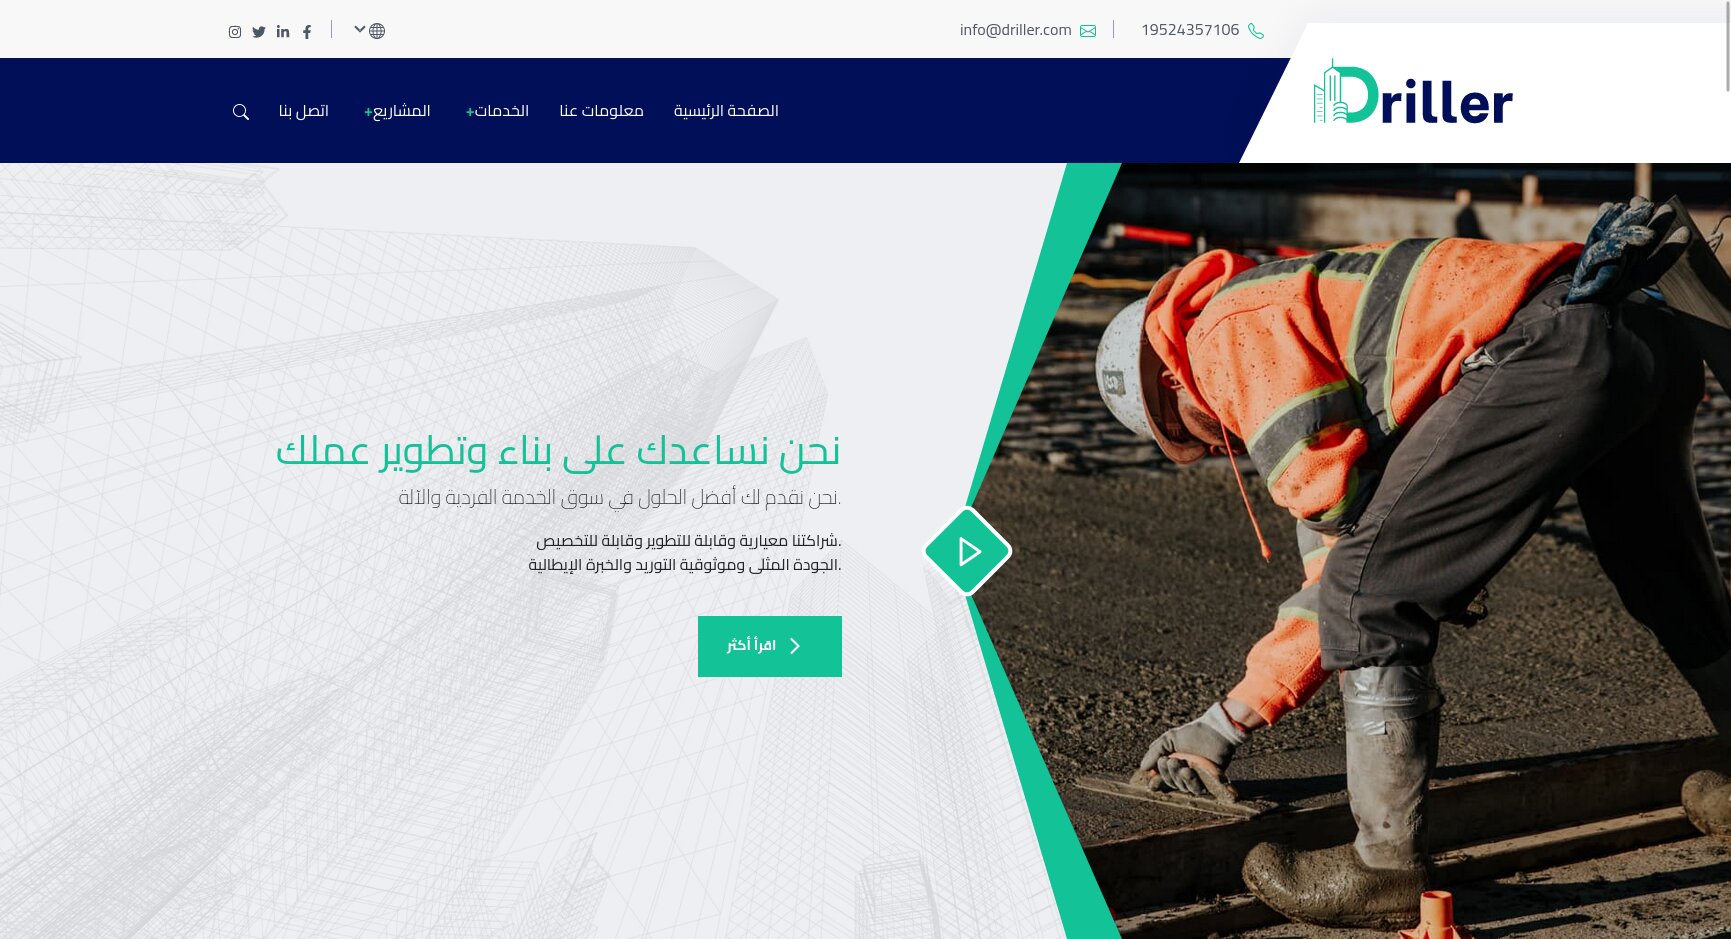 Driller
19524357106
info@driller.com
الصفحة الرئيسية
معلومات عنا
الخدمات+
المشاريع+
اتصل بنا
نحن نساعدك على بناء وتطوير عملك
.نحن نقدم لك أفضل الحلول في سوق الخدمة الفردية والآلة
.شراكتنا معيارية وقابلة للتطوير وقابلة للتخصيص
.الجودة المثلى وموثوقية التوريد والخبرة الإيطالية
اقرأ أكثر